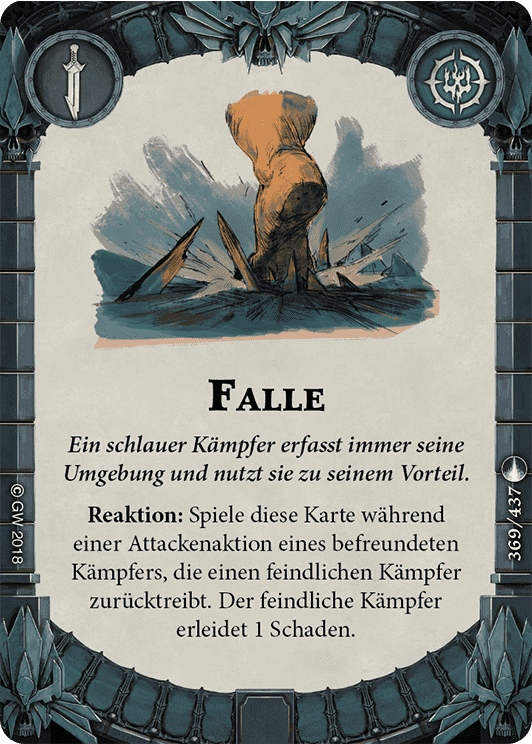 Falle
Ein schlauer Kämpfer erfasst immer seine
Umgebung und nutzt sie zu seinem Vorteil.
Reaktion: Spiele diese Karte während
einer Attackenaktion eines befreundeten
Kämpfers, die einen feindlichen Kämpfer
zurücktreibt. Der feindliche Kämpfer
erleidet 1 Schaden.
© GW 2018
369/437